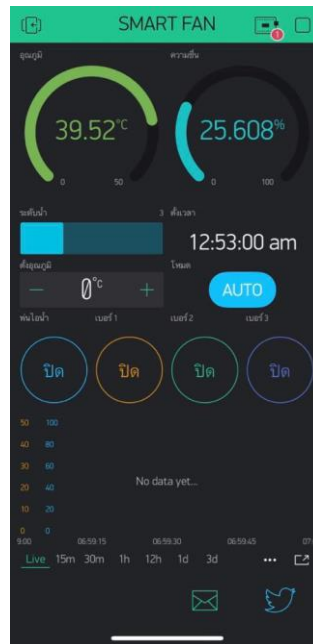 SMART FAN
1
อุณภูมิ ความชื้น
39.52°C 25.608%
0 50 0 100
ระดับน้ำ 3 ตั้งเวลา
12:53:00 am
ตั้งอุณภูมิ โหมด
− 0°C + AUTO
พ่นไอน้ำ เบอร์ 1 เบอร์ 2 เบอร์ 3
ปิด ปิด ปิด ปิด
50 100
40 80
30 60
No data yet...
20 40
10 20
0 0
9:00 06:59:15 06:59:30 06:59:45 07:
Live 15m 30m 1h 12h 1d 3d